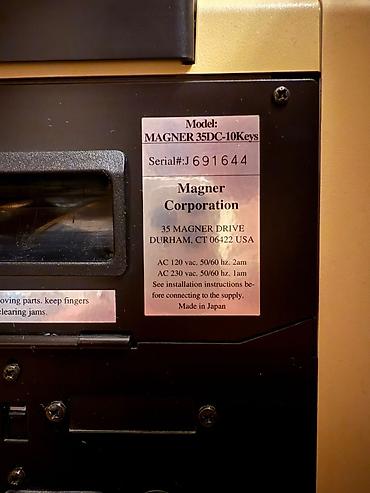 Model:
MAGNER 35DC-10Keys
Serial#:J 691644
Magner
Corporation
35 MAGNER DRIVE
DURHAM, CT 06422 USA
AC 120 vac. 50/60 hz. 2am
AC 230 vac. 50/60 hz. 1am
See installation instructions be-
fore connecting to the supply.
Made in Japan
oving parts. keep fingers
clearing jams.